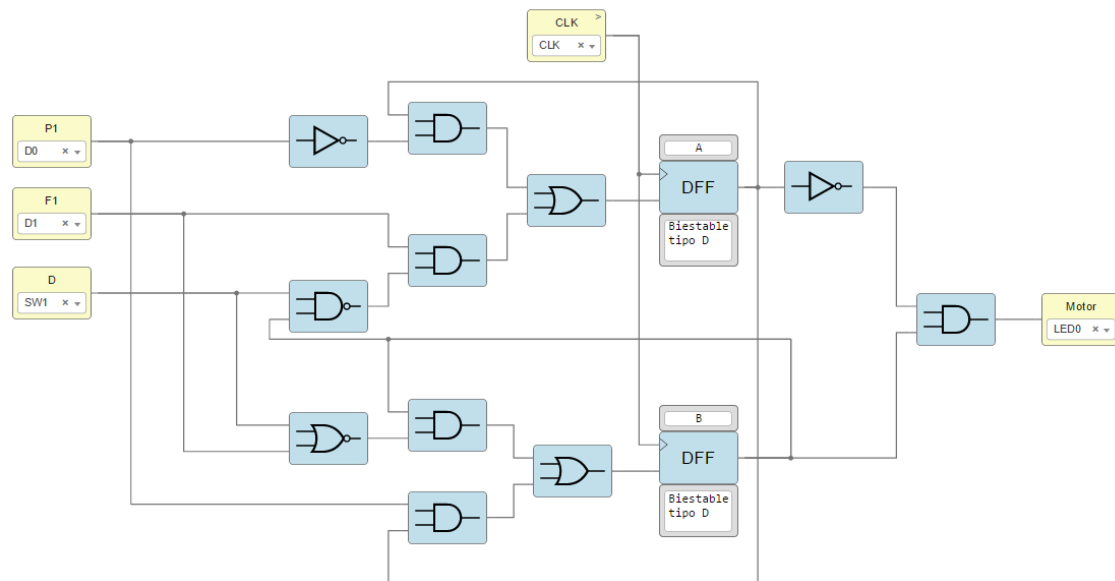 CLK
CLK
P1
D0
F1
D1
D
SW1
A
DFF
Biestable
tipo D
Motor
LED0
B
DFF
Biestable
tipo D